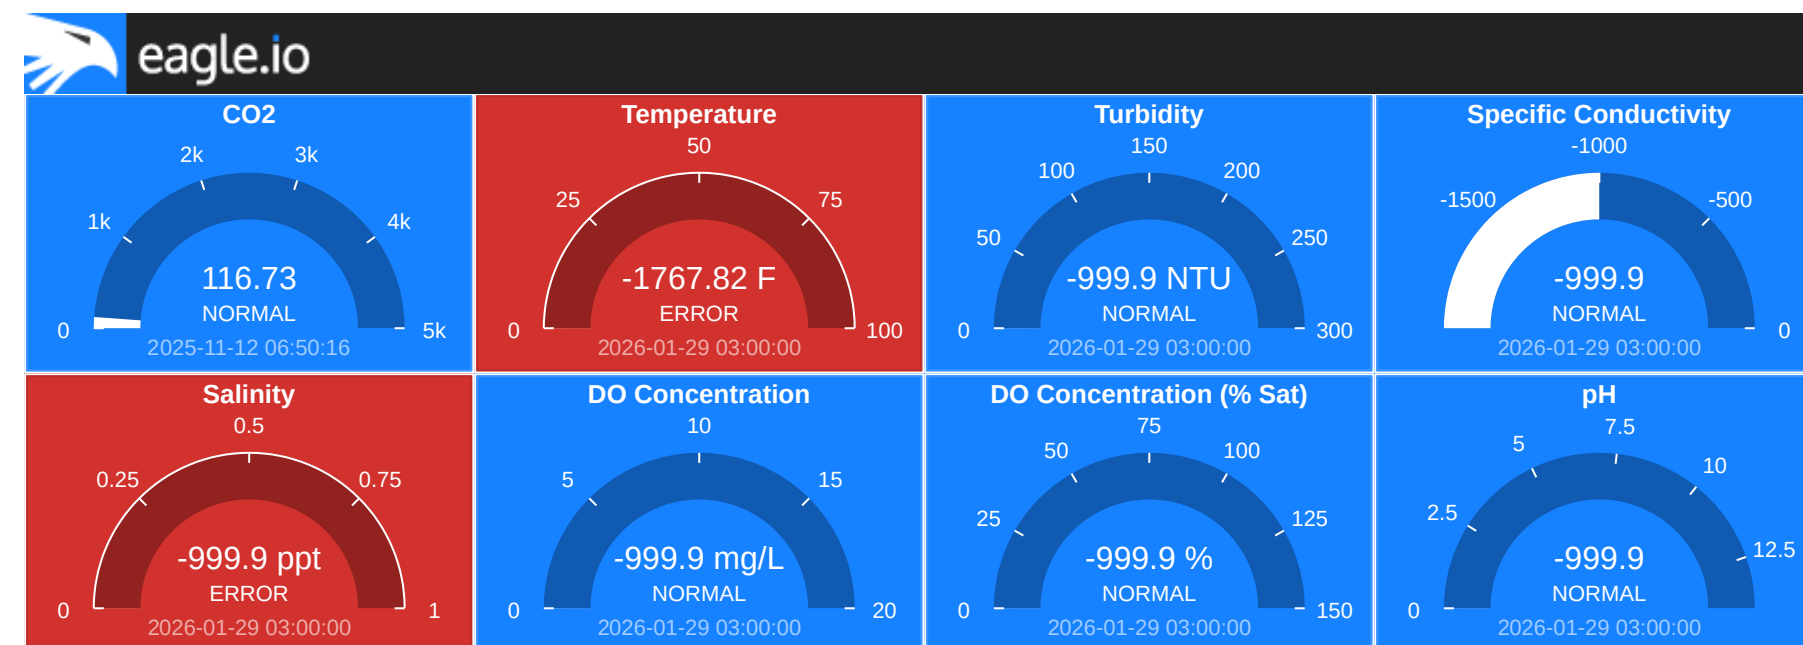 eagle.io
CO2
0
1k
2k
3k
4k
5k
116.73
NORMAL
2025-11-12 06:50:16
Temperature
0
25
50
75
100
-1767.82 F
ERROR
2026-01-29 03:00:00
Turbidity
0
50
100
150
200
250
300
-999.9 NTU
NORMAL
2026-01-29 03:00:00
Specific Conductivity
-1500
-1000
-500
0
-999.9
NORMAL
2026-01-29 03:00:00
Salinity
0
0.25
0.5
0.75
1
-999.9 ppt
ERROR
2026-01-29 03:00:00
DO Concentration
0
5
10
15
20
-999.9 mg/L
NORMAL
2026-01-29 03:00:00
DO Concentration (% Sat)
0
25
50
75
100
125
150
-999.9 %
NORMAL
2026-01-29 03:00:00
pH
0
2.5
5
7.5
10
12.5
-999.9
NORMAL
2026-01-29 03:00:00